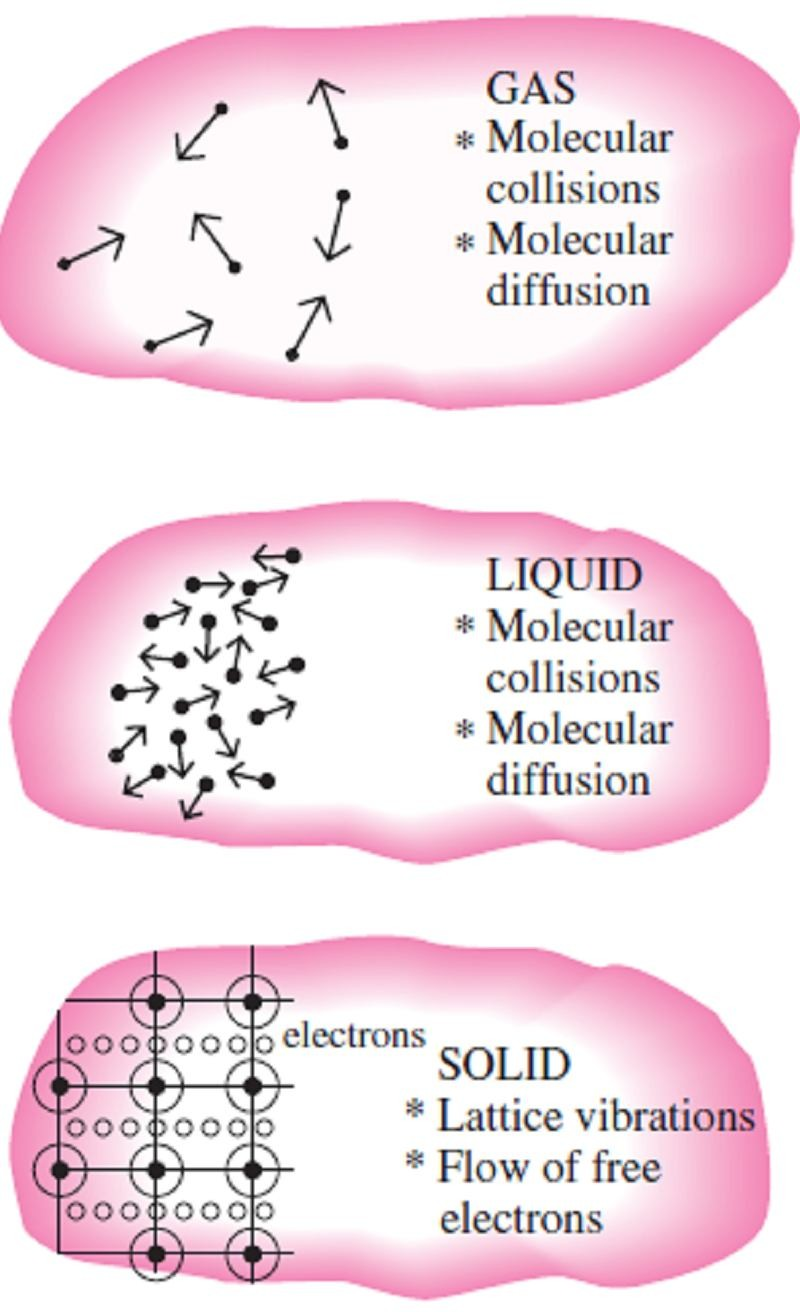 GAS
* Molecular
collisions
* Molecular
diffusion
LIQUID
* Molecular
collisions
* Molecular
diffusion
electrons
SOLID
* Lattice vibrations
* Flow of free
electrons